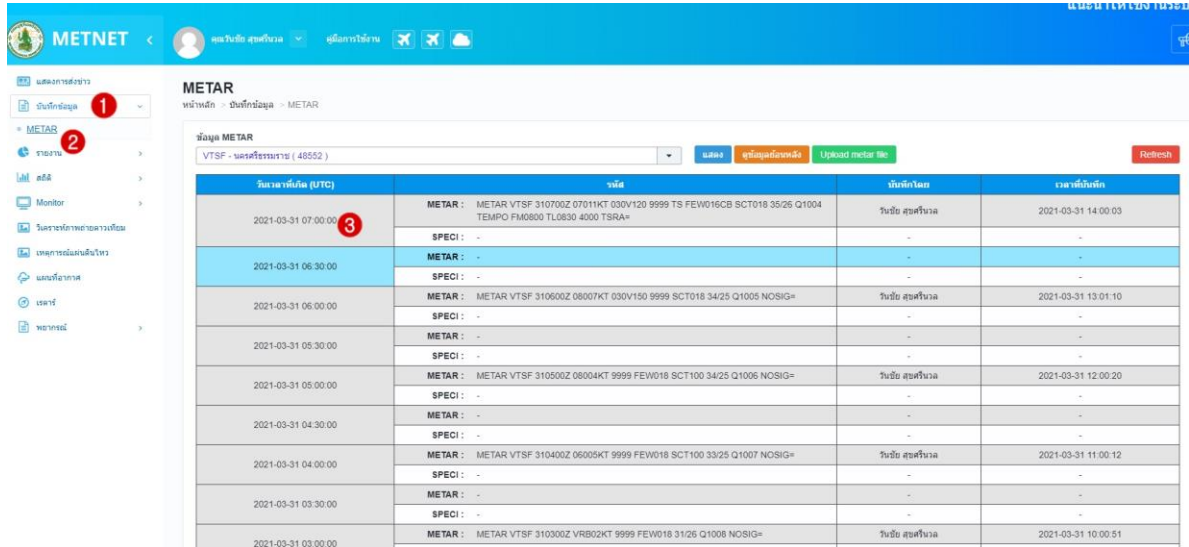 แนะนำให้ใช้งานระบ
METNET <
คุณวันชัย สุขศรีนวล
คู่มือการใช้งาน
แสดงการส่งข่าว
บันทึกข้อมูล 1
METAR
2
รายงาน
สถิติ
Monitor
วิเคราะห์ภาพถ่ายดาวเทียม
เหตุการณ์แผ่นดินไหว
แผนที่อากาศ
เรดาร์
พยากรณ์
METAR
หน้าหลัก > บันทึกข้อมูล > METAR
ข้อมูล METAR
VTSF - นครศรีธรรมราช ( 48552 ) แสดง ดูข้อมูลย้อนหลัง Upload metar file Refresh
วันเวลาที่เกิด (UTC) รหัส บันทึกโดย เวลาที่บันทึก
2021-03-31 07:00:00 3 METAR : METAR VTSF 310700Z 07011KT 030V120 9999 TS FEW016CB SCT018 35/26 Q1004 วันชัย สุขศรีนวล 2021-03-31 14:00:03
TEMPO FM0800 TL0830 4000 TSRA=
SPECI : - - -
2021-03-31 06:30:00 METAR : - - -
SPECI : - - -
2021-03-31 06:00:00 METAR : METAR VTSF 310600Z 08007KT 030V150 9999 SCT018 34/25 Q1005 NOSIG= วันชัย สุขศรีนวล 2021-03-31 13:01:10
SPECI : - - -
2021-03-31 05:30:00 METAR : - - -
SPECI : - - -
2021-03-31 05:00:00 METAR : METAR VTSF 310500Z 08004KT 9999 FEW018 SCT100 34/25 Q1006 NOSIG= วันชัย สุขศรีนวล 2021-03-31 12:00:20
SPECI : - - -
2021-03-31 04:30:00 METAR : - - -
SPECI : - - -
2021-03-31 04:00:00 METAR : METAR VTSF 310400Z 06005KT 9999 FEW018 SCT100 33/25 Q1007 NOSIG= วันชัย สุขศรีนวล 2021-03-31 11:00:12
SPECI : - - -
2021-03-31 03:30:00 METAR : - - -
SPECI : - - -
2021-03-31 03:00:00 METAR : METAR VTSF 310300Z VRB02KT 9999 FEW018 31/26 Q1008 NOSIG= วันชัย สุขศรีนวล 2021-03-31 10:00:51